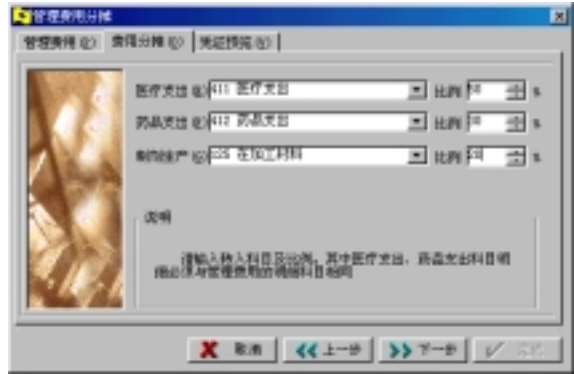 管理费用分摊
管理费用 费用分摊 凭证预览
医疗支出 411 医疗支出 比例 %
药品支出 412 药品支出 比例 %
制剂生产 在加工材料 比例 %
说明
请输入转入科目及比例，其中医疗支出，药品支出科目明
细必须与管理费用的明细科目相同
取消 上一步 下一步 完成